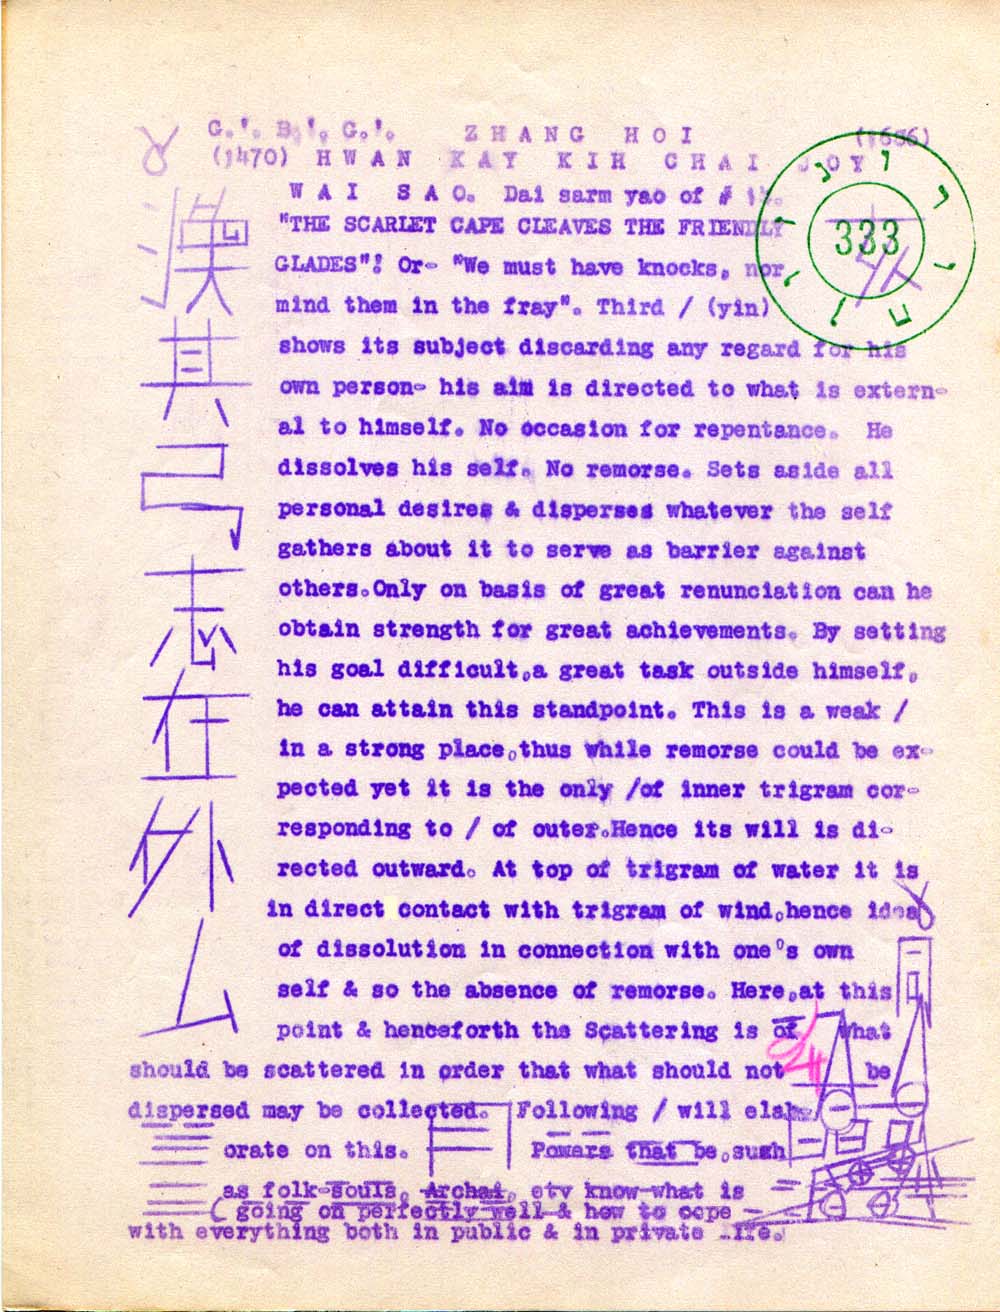 G.'. B.'. G.'. ZHANG HOI (1656)
(1470) HWAN KAY KIH CHAI JOY
WAI SAO. Dai sarm yao of
"THE SCARLET CAPE CLEAVES THE FRIENDLY
GLADES"! Or- "We must have knocks, nor
333
mind them in the fray". Third / (yin)
shows its subject discarding any regard for his
own person- his aim is directed to what is extern-
al to himself. No occasion for repentance. He
dissolves his self. No remorse. Sets aside all
personal desires & disperses whatever the self
gathers about it to serve as barrier against
others.Only on basis of great renunciation can he
obtain strength for great achievements. By setting
his goal difficult,a great task outside himself,
he can attain this standpoint. This is a weak /
in a strong place,thus while remorse could be ex-
pected yet it is the only /of inner trigram cor-
responding to / of outer.Hence its will is di-
rected outward. At top of trigram of water it is
in direct contact with trigram of wind,hence idea
of dissolution in connection with one's own
self & so the absence of remorse. Here,at this
point & henceforth the Scattering is of what
should be scattered in order that what should not be
dispersed may be collected. Following / will elab-
orate on this. Powers that be,such
as folk-souls, Archai, etv know what is
(going on perfectly well & how to cope -
with everything both in public & in private life.
渙
其
志
在
外